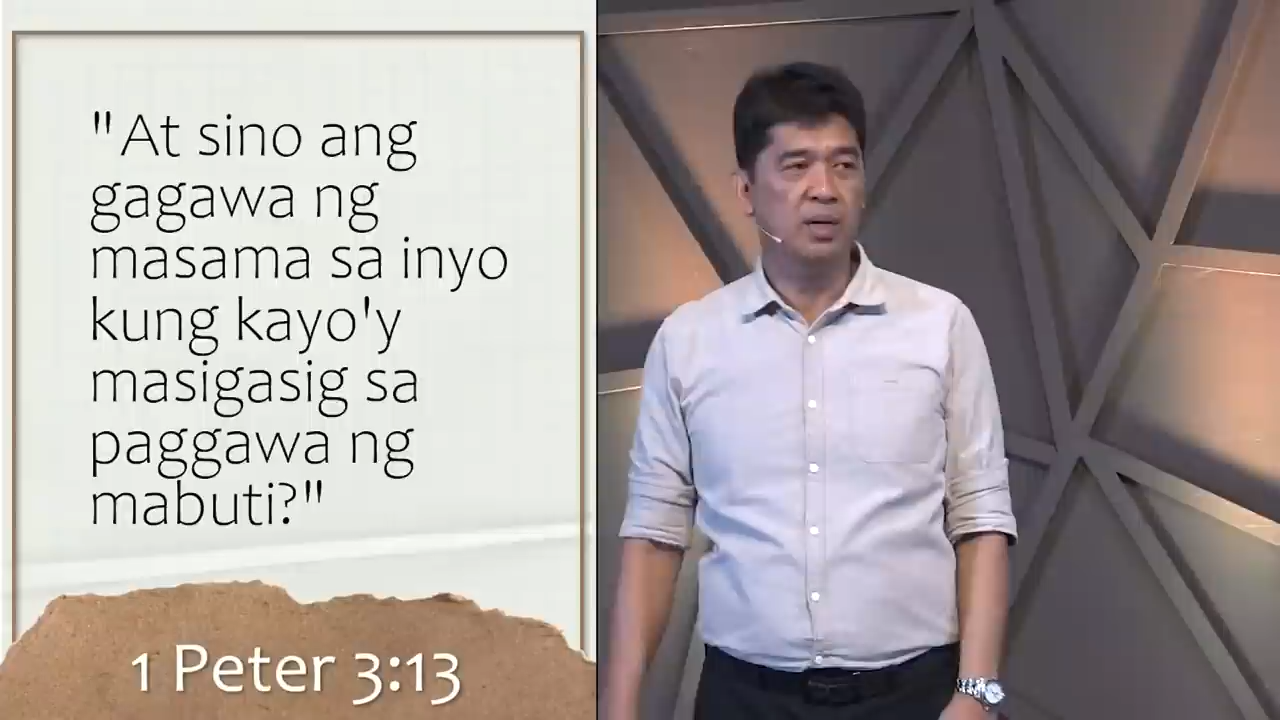 "At sino ang
gagawa ng
masama sa inyo
kung kayo'y
masigasig sa
paggawa ng
mabuti?"
1 Peter 3:13